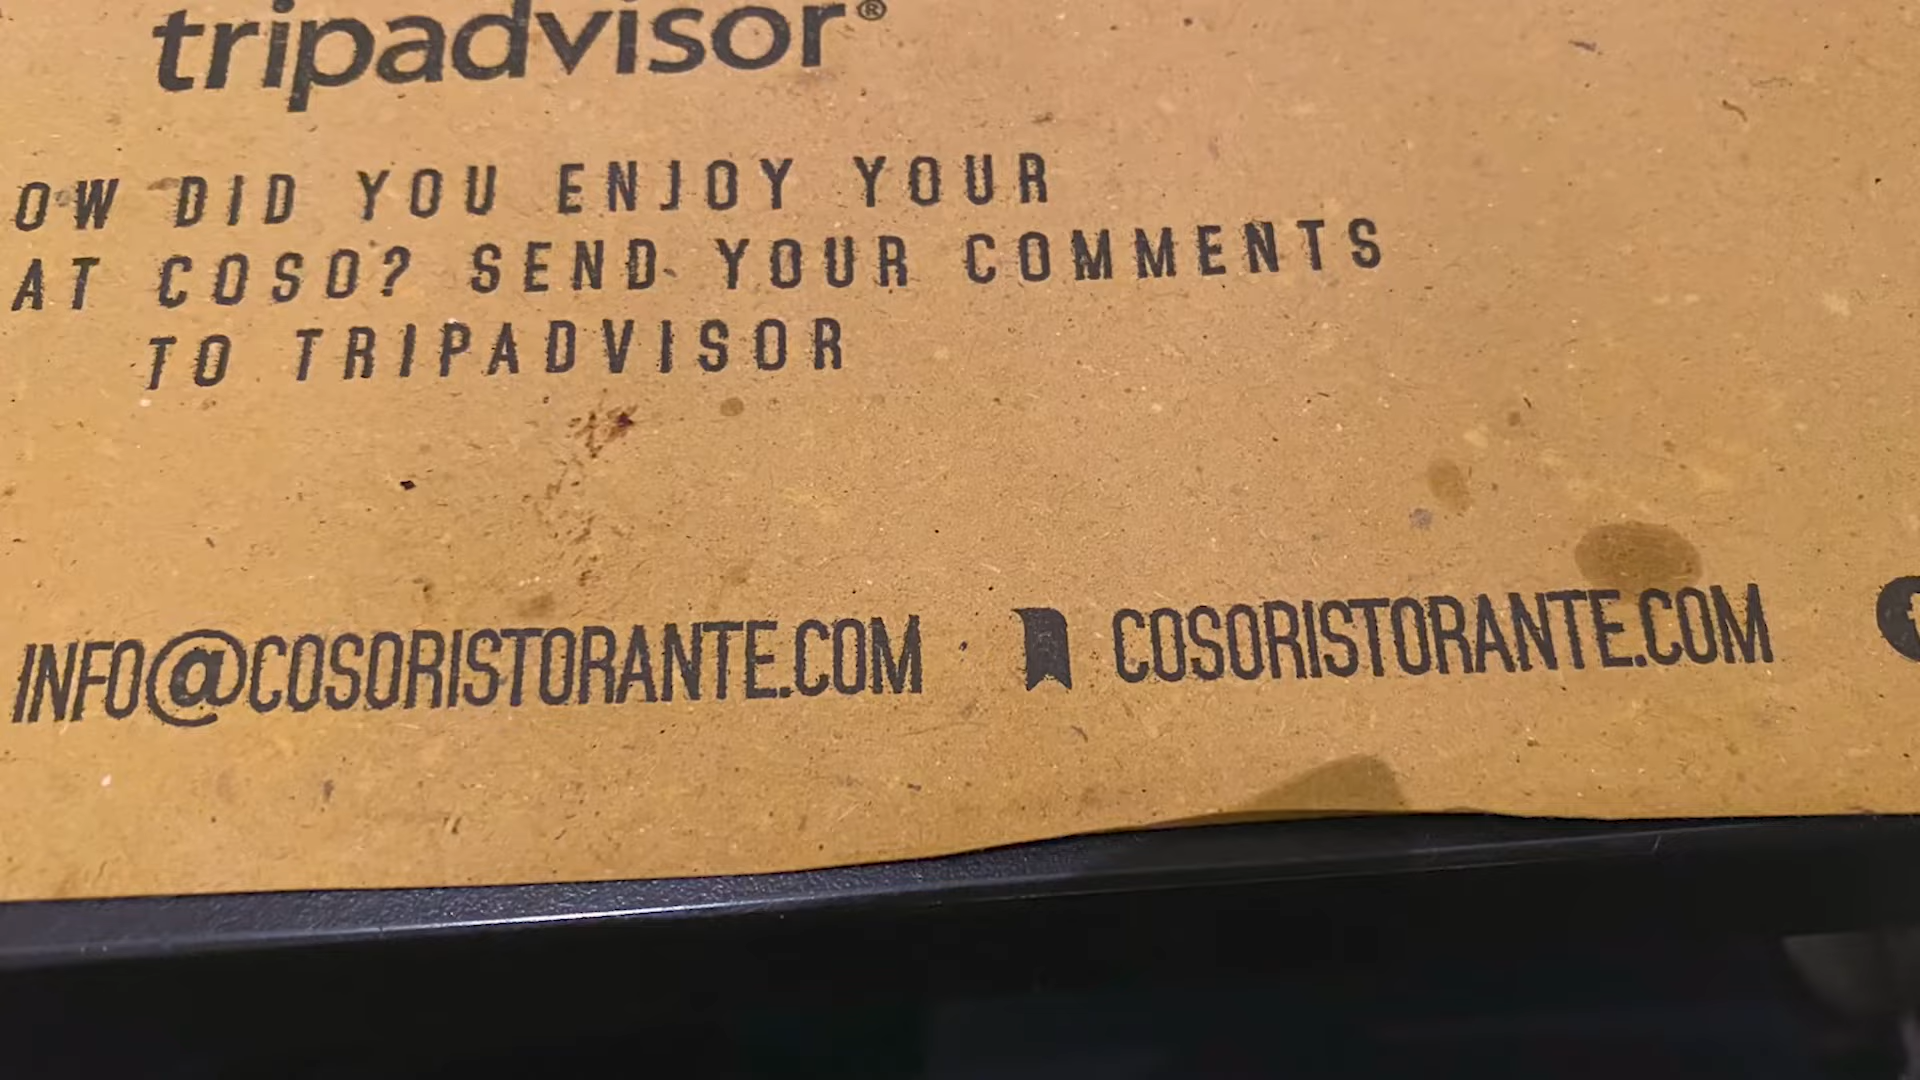 tripadvisor®
OW DID YOU ENJOY YOUR
AT COSO? SEND YOUR COMMENTS
TO TRIPADVISOR
INFO@COSORISTORANTE.COM COSORISTORANTE.COM